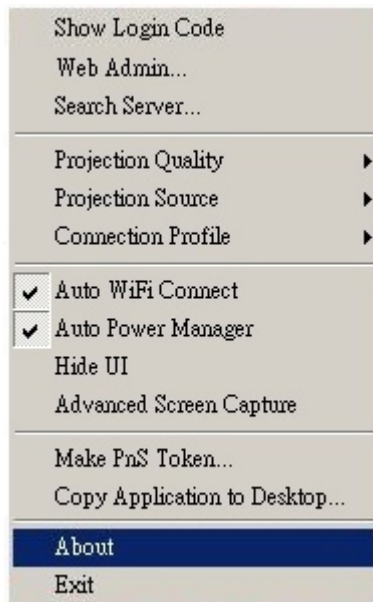 Show Login Code
Web Admin...
Search Server...
Projection Quality
Projection Source
Connection Profile
Auto WiFi Connect
Auto Power Manager
Hide UI
Advanced Screen Capture
Make PnS Token...
Copy Application to Desktop...
About
Exit